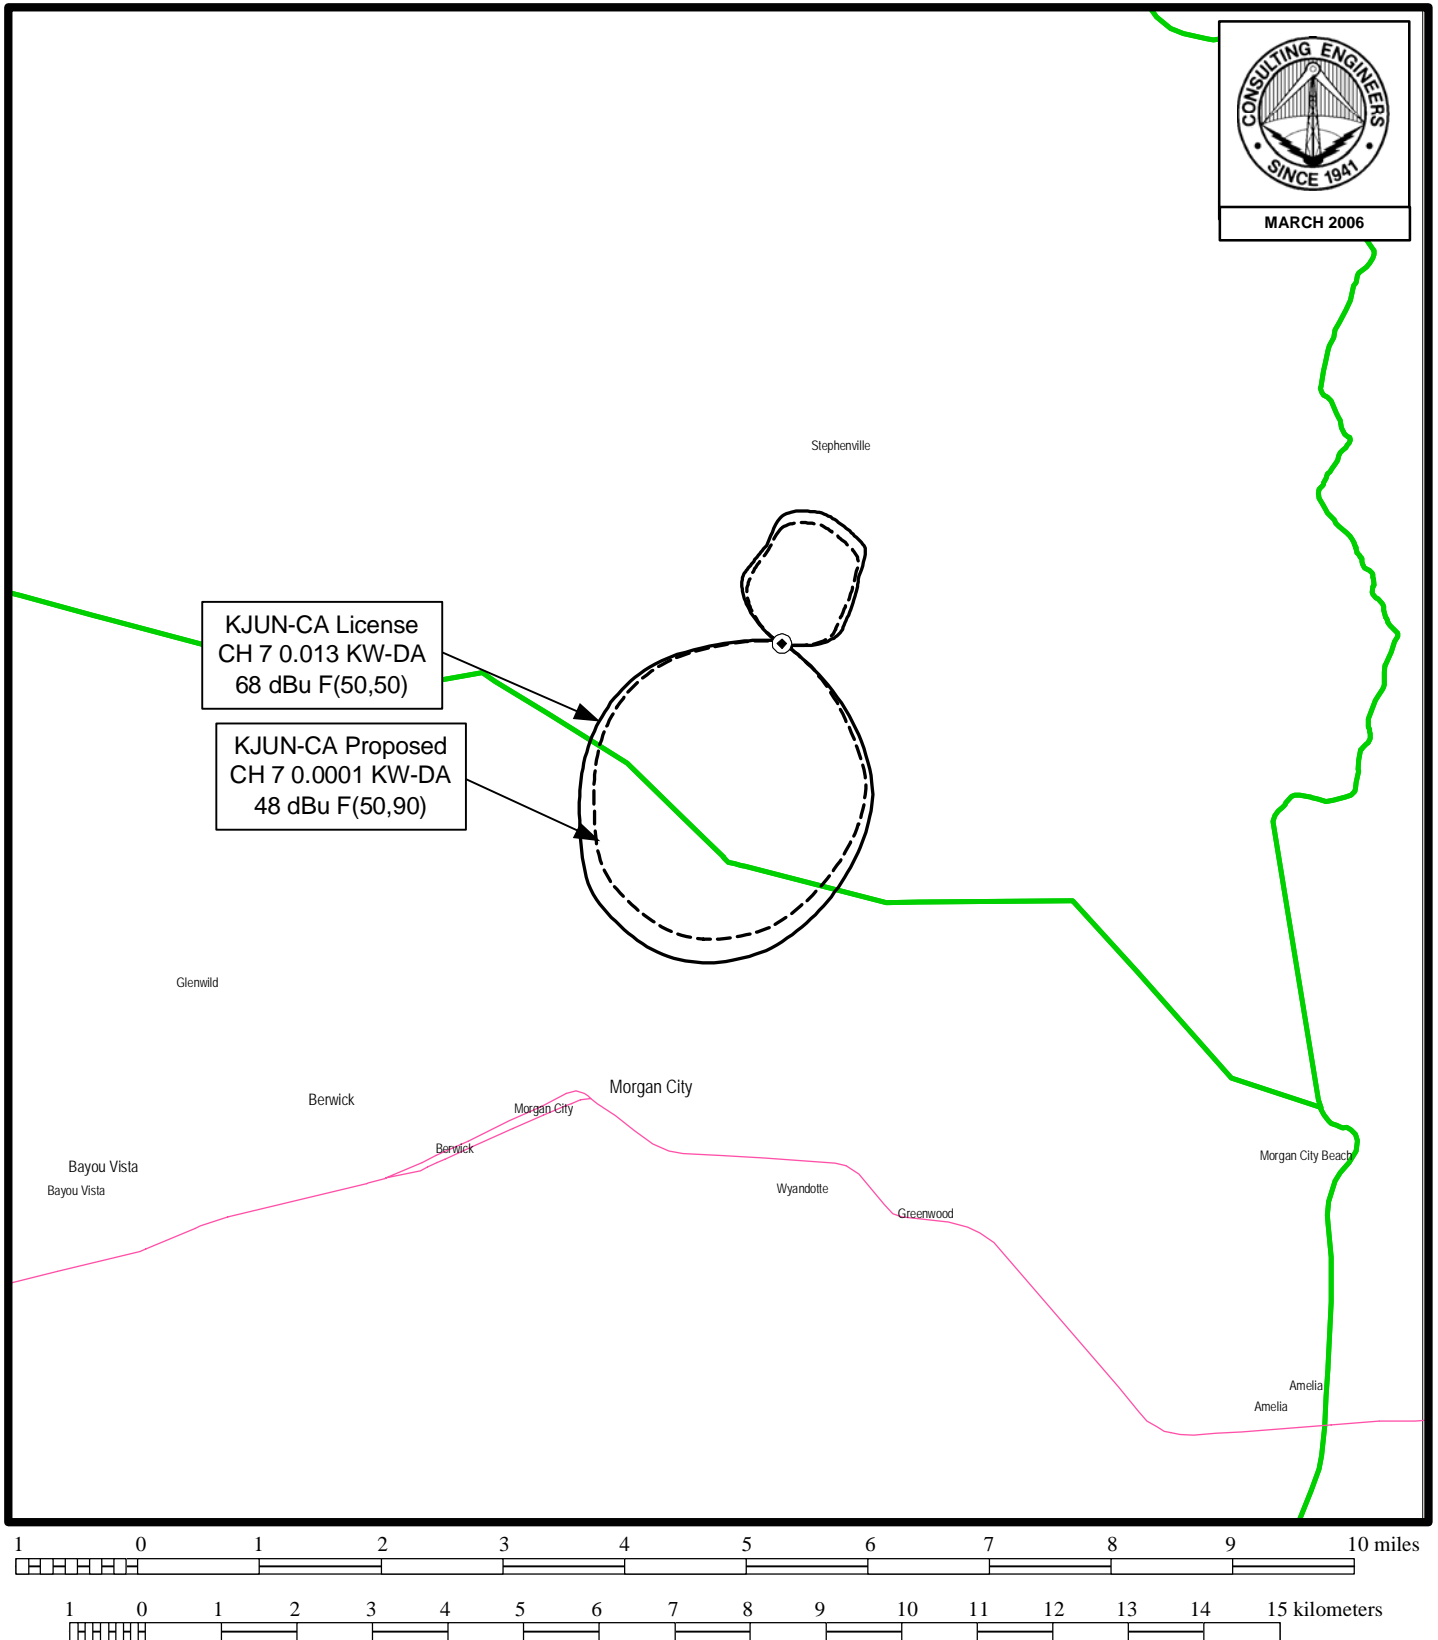 CONSULTING ENGINEERS
• SINCE 1941 •
MARCH 2006
Stephenville
KJUN-CA License
CH 7 0.013 KW-DA
68 dBu F(50,50)
KJUN-CA Proposed
CH 7 0.0001 KW-DA
48 dBu F(50,90)
Glenwild
Morgan City
Berwick
Morgan City
Berwick
Morgan City Beach
Bayou Vista
Bayou Vista
Wyandotte
Greenwood
Amelia
Amelia
1 0 1 2 3 4 5 6 7 8 9 10 miles
1 0 1 2 3 4 5 6 7 8 9 10 11 12 13 14 15 kilometers